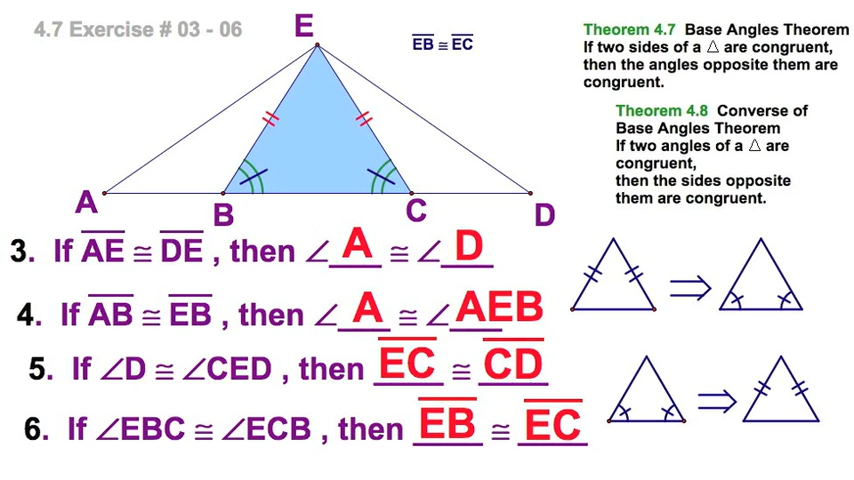 4.7 Exercise # 03 - 06
E
EB ≅ EC
Theorem 4.7 Base Angles Theorem
If two sides of a △ are congruent,
then the angles opposite them are
congruent.
Theorem 4.8 Converse of
Base Angles Theorem
If two angles of a △ are
congruent,
then the sides opposite
them are congruent.
A
B
C
D
3. If AE ≅ DE , then ∠ A ≅ ∠ D
4. If AB ≅ EB , then ∠ A ≅ ∠ AEB
5. If ∠D ≅ ∠CED , then EC ≅ CD
6. If ∠EBC ≅ ∠ECB , then EB ≅ EC